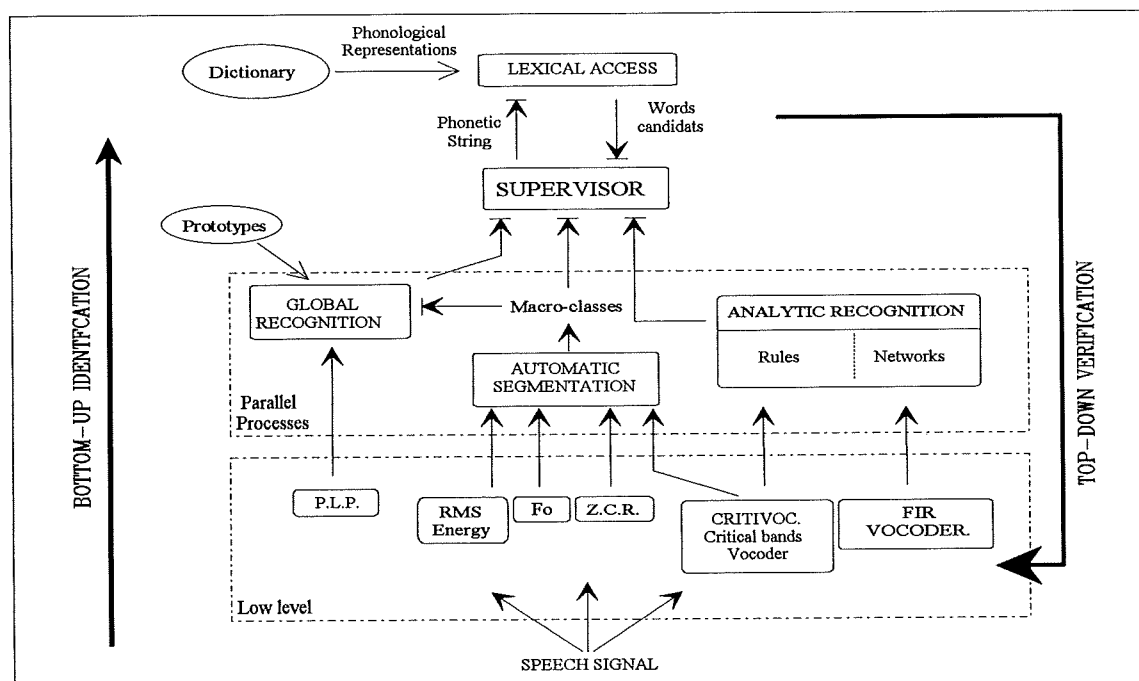 Phonological
Representations
Dictionary
LEXICAL ACCESS
Phonetic
String
Words
candidats
SUPERVISOR
Prototypes
BOTTOM-UP IDENTFCATION
TOP-DOWN VERIFICATION
GLOBAL
RECOGNITION
Macro-classes
ANALYTIC RECOGNITION
Rules
Networks
AUTOMATIC
SEGMENTATION
Parallel
Processes
P.L.P.
RMS
Energy
Fo
Z.C.R.
CRITIVOC.
Critical bands
Vocoder
FIR
VOCODER.
Low level
SPEECH SIGNAL